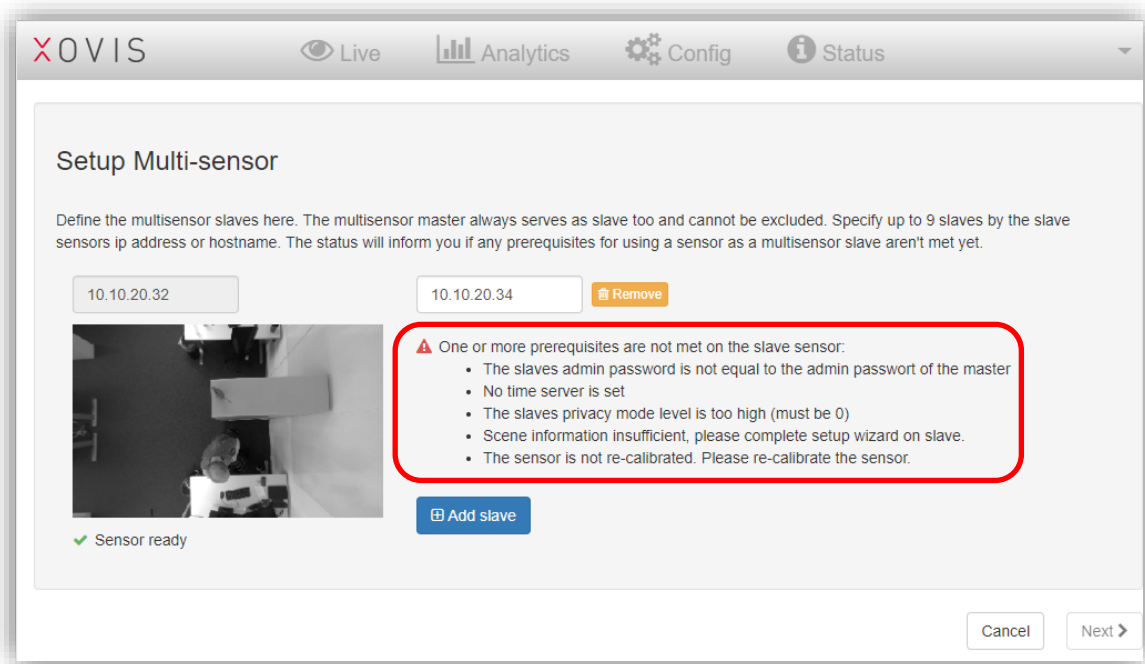 XOVIS
Live
Analytics
Config
Status
Setup Multi-sensor
Define the multisensor slaves here. The multisensor master always serves as slave too and cannot be excluded. Specify up to 9 slaves by the slave
sensors ip address or hostname. The status will inform you if any prerequisites for using a sensor as a multisensor slave aren't met yet.
10.10.20.32
10.10.20.34
Remove
One or more prerequisites are not met on the slave sensor:
• The slaves admin password is not equal to the admin passwort of the master
• No time server is set
• The slaves privacy mode level is too high (must be 0)
• Scene information insufficient, please complete setup wizard on slave.
• The sensor is not re-calibrated. Please re-calibrate the sensor.
Add slave
Sensor ready
Cancel
Next